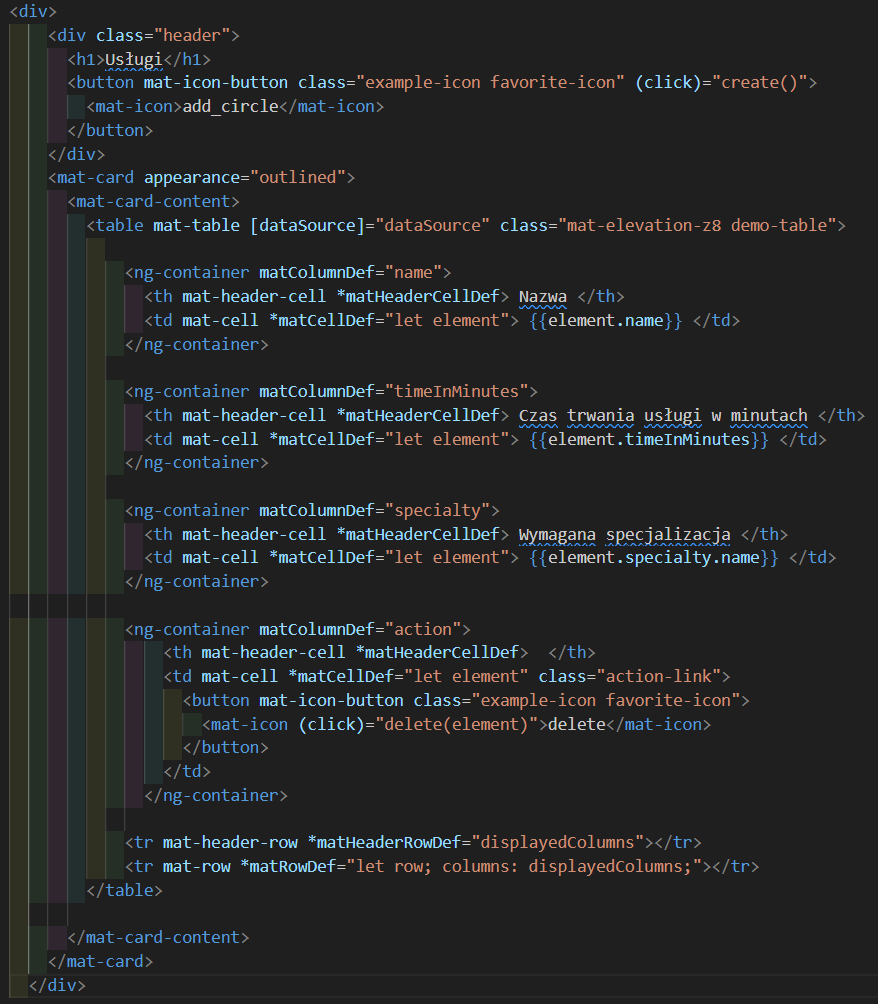 <div>
<div class="header">
<h1>Usługi</h1>
<button mat-icon-button class="example-icon favorite-icon" (click)="create()">
<mat-icon>add_circle</mat-icon>
</button>
</div>
<mat-card appearance="outlined">
<mat-card-content>
<table mat-table [dataSource]="dataSource" class="mat-elevation-z8 demo-table">
<ng-container matColumnDef="name">
<th mat-header-cell *matHeaderCellDef> Nazwa </th>
<td mat-cell *matCellDef="let element"> {{element.name}} </td>
</ng-container>
<ng-container matColumnDef="timeInMinutes">
<th mat-header-cell *matHeaderCellDef> Czas trwania usługi w minutach </th>
<td mat-cell *matCellDef="let element"> {{element.timeInMinutes}} </td>
</ng-container>
<ng-container matColumnDef="specialty">
<th mat-header-cell *matHeaderCellDef> Wymagana specjalizacja </th>
<td mat-cell *matCellDef="let element"> {{element.specialty.name}} </td>
</ng-container>
<ng-container matColumnDef="action">
<th mat-header-cell *matHeaderCellDef>  </th>
<td mat-cell *matCellDef="let element" class="action-link">
<button mat-icon-button class="example-icon favorite-icon">
<mat-icon (click)="delete(element)">delete</mat-icon>
</button>
</td>
</ng-container>
<tr mat-header-row *matHeaderRowDef="displayedColumns"></tr>
<tr mat-row *matRowDef="let row; columns: displayedColumns;"></tr>
</table>
</mat-card-content>
</mat-card>
</div>